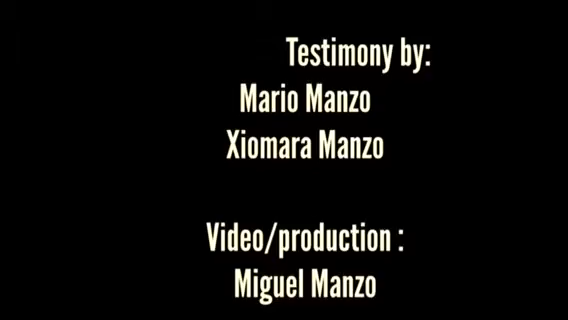 Testimony by:
Mario Manzo
Xiomara Manzo
Video/production :
Miguel Manzo